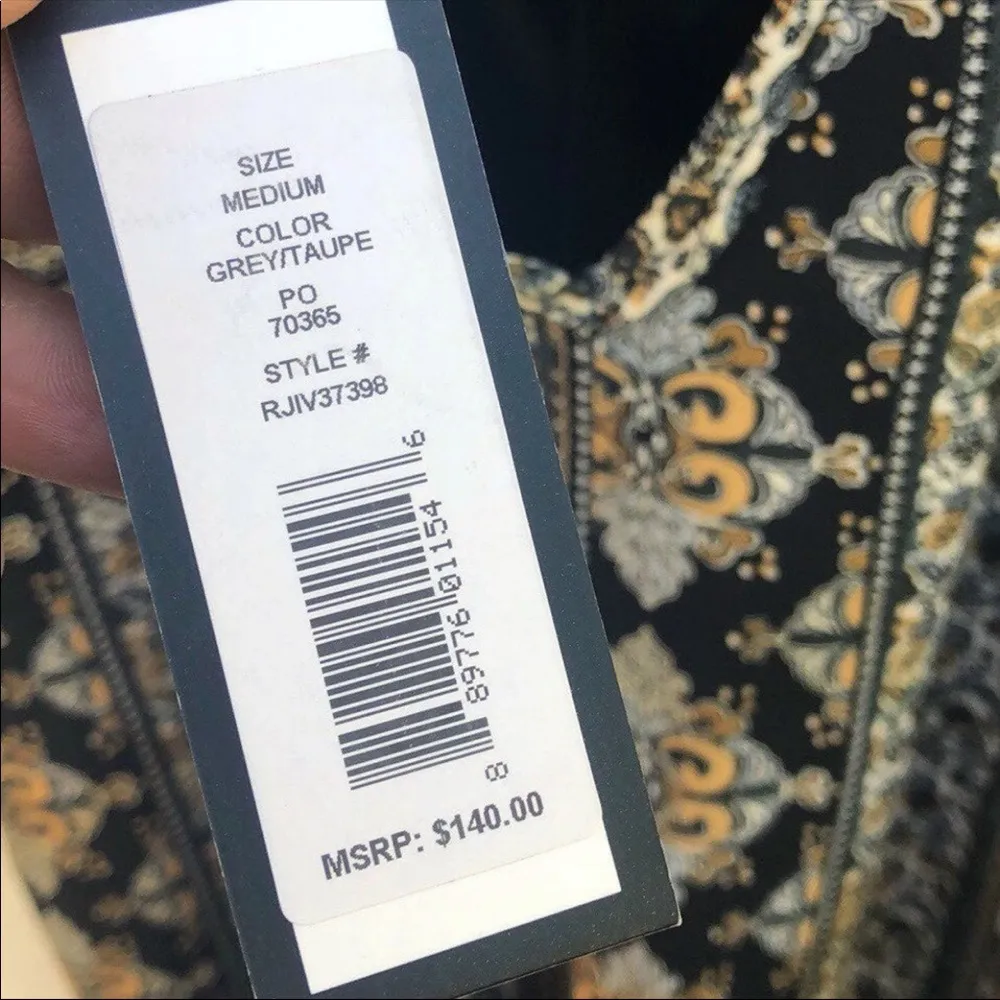 SIZE
MEDIUM
COLOR
GREY/TAUPE
PO
70365
STYLE #
RJIV37398
8 89776 01154 6
MSRP: $140.00